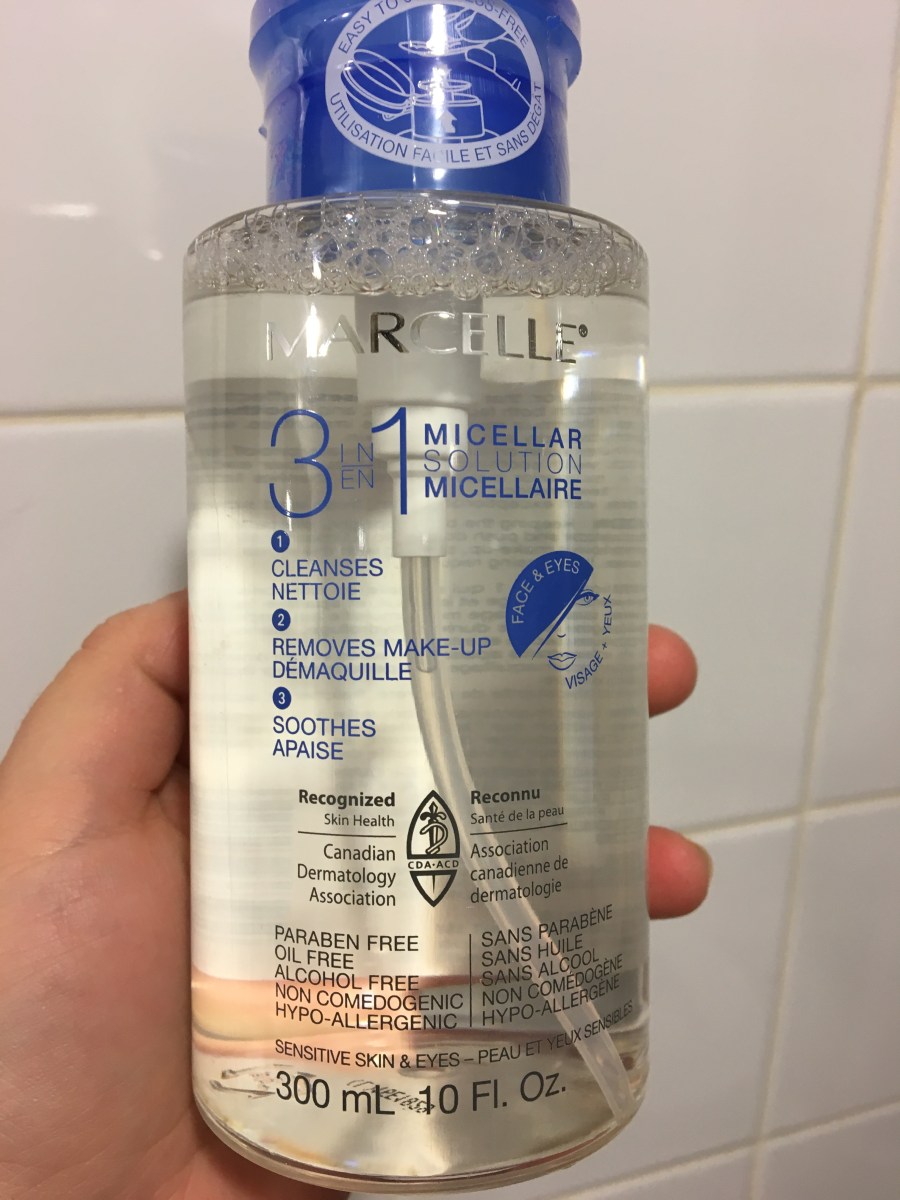 EASY TO
SS-FREE
UTILISATION FACILE ET SANS DÉGÂT
MARCELLE®
3 IN EN 1
MICELLAR
SOLUTION
MICELLAIRE
1
CLEANSES
NETTOIE
2
REMOVES MAKE-UP
DÉMAQUILLE
3
SOOTHES
APAISE
FACE & EYES
VISAGE + YEUX
Recognized
Skin Health
Canadian
Dermatology
Association
CDA•ACD
Reconnu
Santé de la peau
Association
canadienne de
dermatologie
PARABEN FREE
OIL FREE
ALCOHOL FREE
NON COMEDOGENIC
HYPO-ALLERGENIC
SANS PARABÈNE
SANS HUILE
SANS ALCOOL
NON COMÉDOGÈNE
HYPO-ALLERGÈNE
SENSITIVE SKIN & EYES – PEAU ET YEUX SENSIBLES
300 mL 10 Fl. Oz.